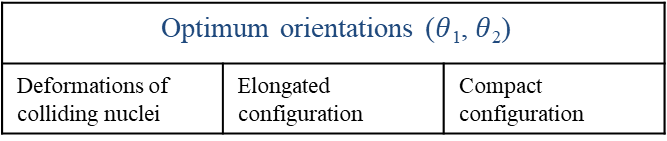 Optimum orientations (θ₁, θ₂)
Deformations of
colliding nuclei
Elongated
configuration
Compact
configuration